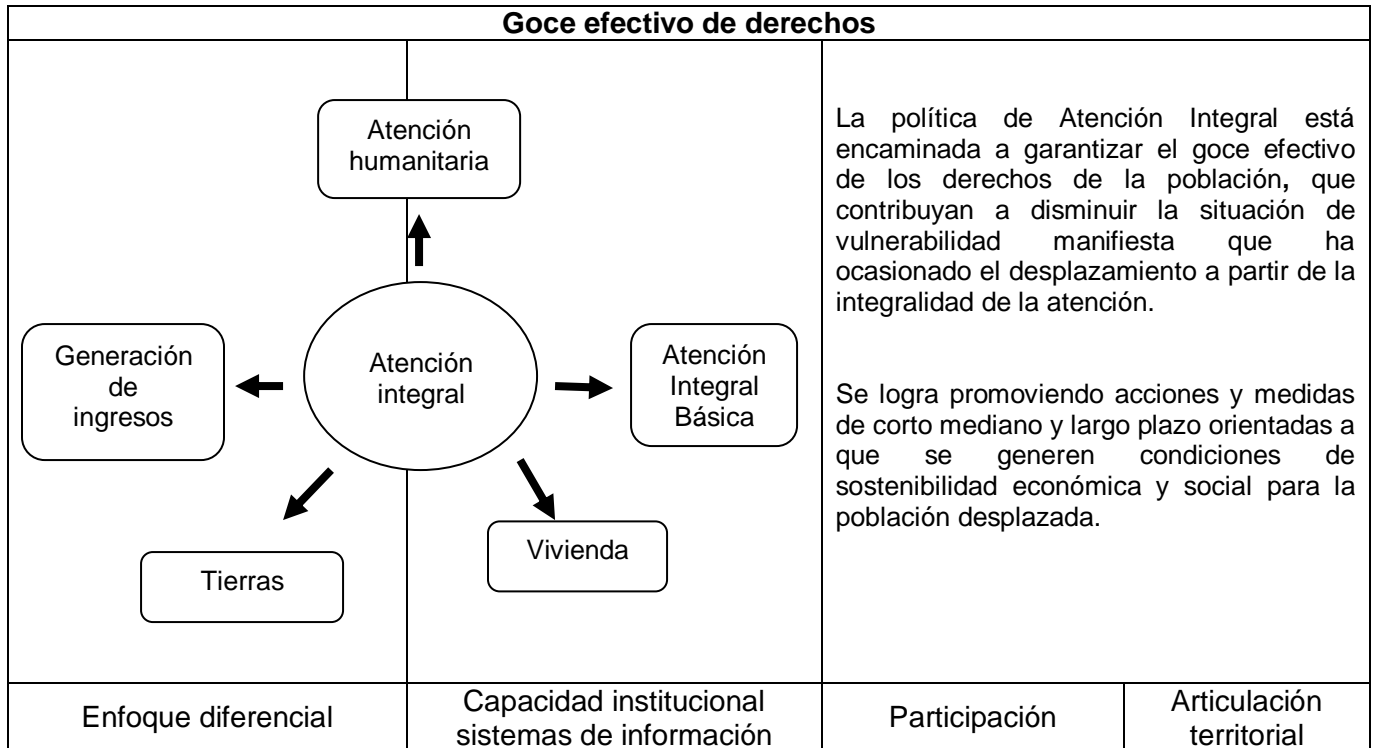 Goce efectivo de derechos
Atención
humanitaria
Generación
de
ingresos
Atención
integral
Atención
Integral
Básica
Tierras
Vivienda
La política de Atención Integral está
encaminada a garantizar el goce efectivo
de los derechos de la población, que
contribuyan a disminuir la situación de
vulnerabilidad manifiesta que ha
ocasionado el desplazamiento a partir de la
integralidad de la atención.
Se logra promoviendo acciones y medidas
de corto mediano y largo plazo orientadas a
que se generen condiciones de
sostenibilidad económica y social para la
población desplazada.
Enfoque diferencial
Capacidad institucional
sistemas de información
Participación
Articulación
territorial